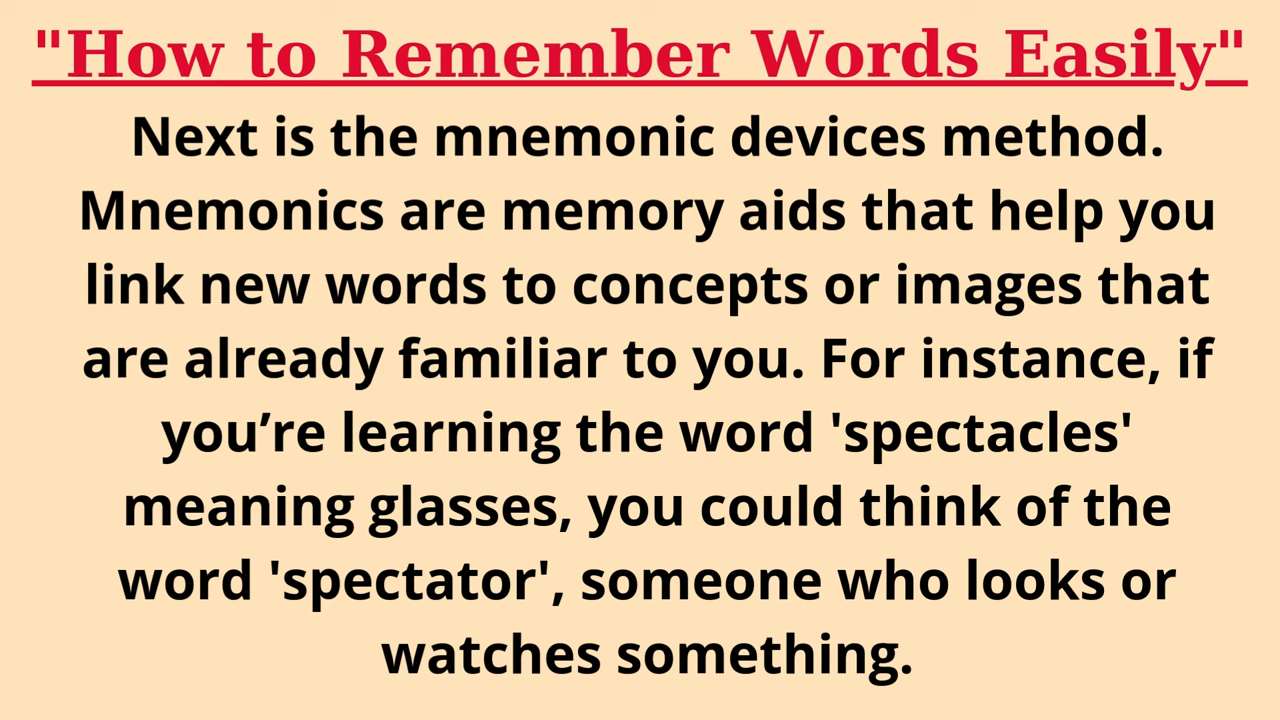 "How to Remember Words Easily"
Next is the mnemonic devices method.
Mnemonics are memory aids that help you
link new words to concepts or images that
are already familiar to you. For instance, if
you’re learning the word 'spectacles'
meaning glasses, you could think of the
word 'spectator', someone who looks or
watches something.